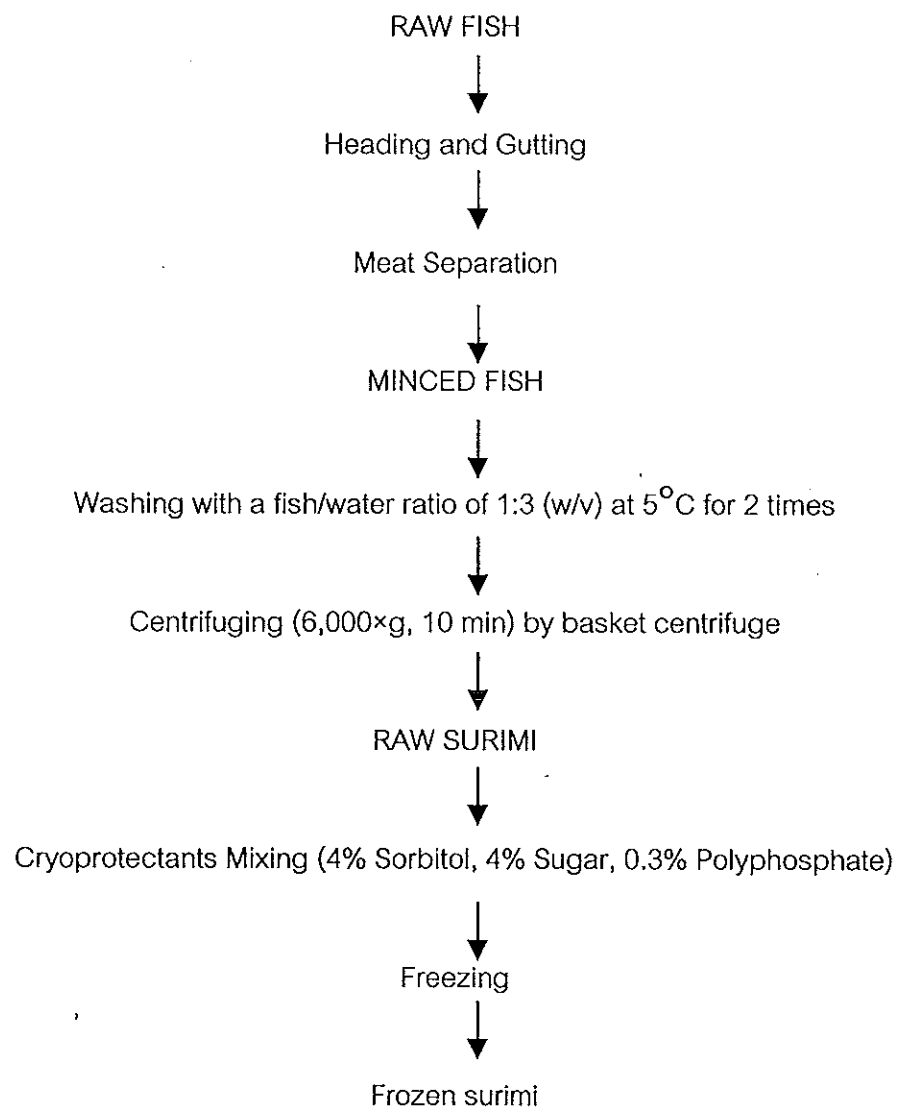 RAW FISH
Heading and Gutting
Meat Separation
MINCED FISH
Washing with a fish/water ratio of 1:3 (w/v) at 5°C for 2 times
Centrifuging (6,000×g, 10 min) by basket centrifuge
RAW SURIMI
Cryoprotectants Mixing (4% Sorbitol, 4% Sugar, 0.3% Polyphosphate)
Freezing
Frozen surimi